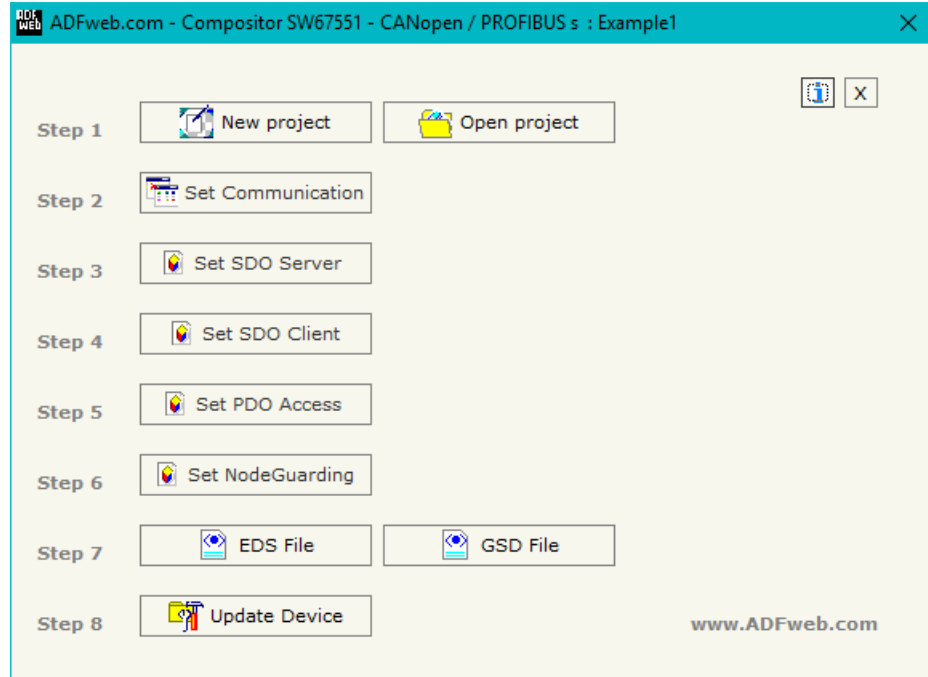 ADF web ADFweb.com - Compositor SW67551 - CANopen / PROFIBUS s : Example1
i X
Step 1 New project Open project
Step 2 Set Communication
Step 3 Set SDO Server
Step 4 Set SDO Client
Step 5 Set PDO Access
Step 6 Set NodeGuarding
Step 7 EDS File GSD File
Step 8 Update Device www.ADFweb.com